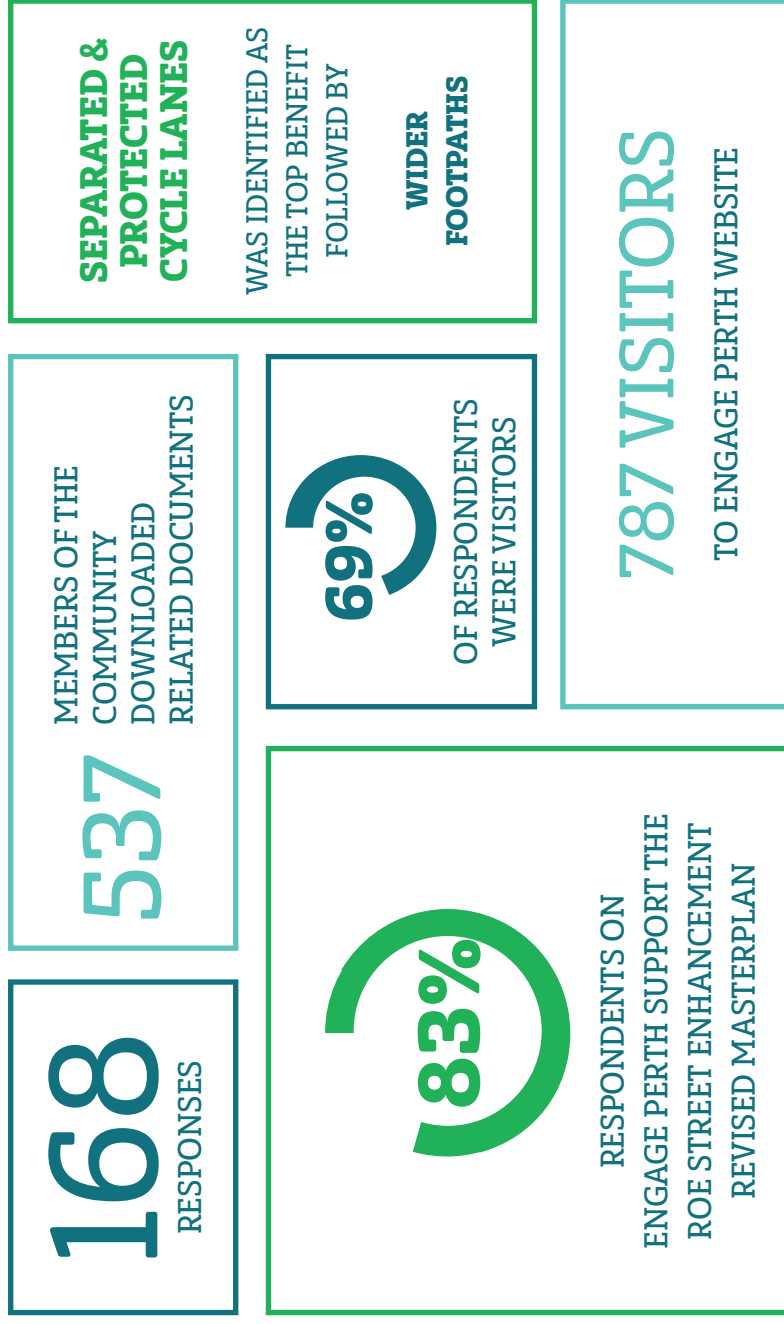 168
RESPONSES
537
MEMBERS OF THE
COMMUNITY
DOWNLOADED
RELATED DOCUMENTS
SEPARATED &
PROTECTED
CYCLE LANES
WAS IDENTIFIED AS
THE TOP BENEFIT
FOLLOWED BY
WIDER
FOOTPATHS
83%
RESPONDENTS ON
ENGAGE PERTH SUPPORT THE
ROE STREET ENHANCEMENT
REVISED MASTERPLAN
69%
OF RESPONDENTS
WERE VISITORS
787 VISITORS
TO ENGAGE PERTH WEBSITE